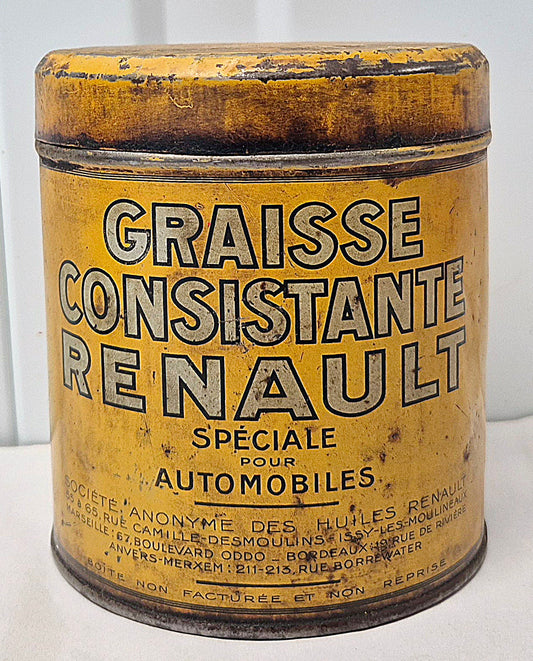 GRAISSE
CONSISTANTE
RENAULT
SPÉCIALE
POUR
AUTOMOBILES
SOCIÉTÉ ANONYME DES HUILES RENAULT
65, RUE CAMILLE-DESMOULINS ISSY-LES-MOULINEAUX
MARSEILLE: 67, BOULEVARD ODDO _ BORDEAUX: 19, RUE DE RIVIÈRE
ANVERS-MERXEM: 211-213, RUE BORREWATER
BOITE NON FACTURÉE ET NON REPRISE